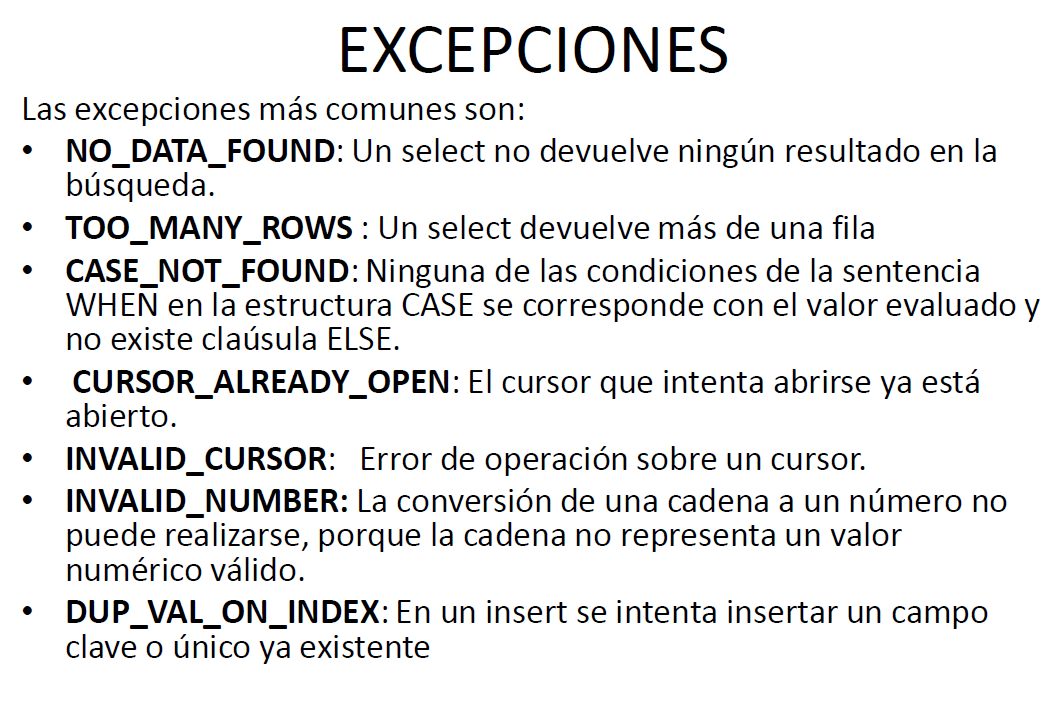 EXCEPCIONES
Las excepciones más comunes son:
• NO_DATA_FOUND: Un select no devuelve ningún resultado en la
búsqueda.
• TOO_MANY_ROWS : Un select devuelve más de una fila
• CASE_NOT_FOUND: Ninguna de las condiciones de la sentencia
WHEN en la estructura CASE se corresponde con el valor evaluado y
no existe claúsula ELSE.
• CURSOR_ALREADY_OPEN: El cursor que intenta abrirse ya está
abierto.
• INVALID_CURSOR: Error de operación sobre un cursor.
• INVALID_NUMBER: La conversión de una cadena a un número no
puede realizarse, porque la cadena no representa un valor
numérico válido.
• DUP_VAL_ON_INDEX: En un insert se intenta insertar un campo
clave o único ya existente